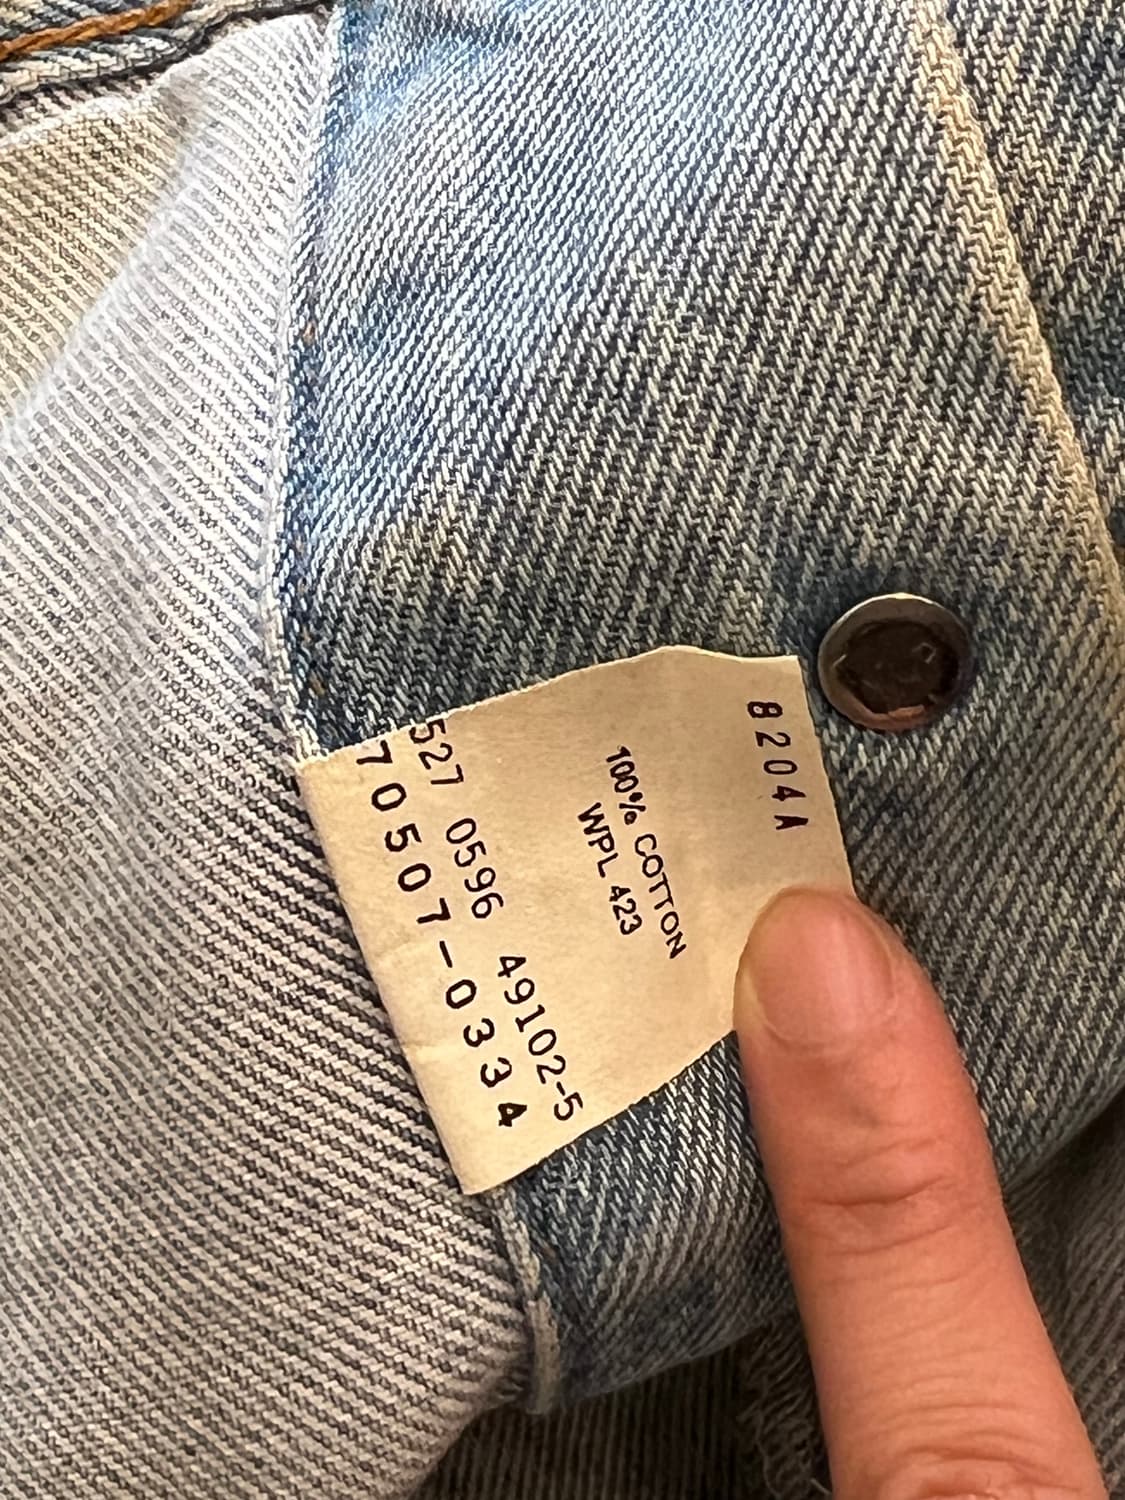 8204A
100% COTTON
WPL 423
527 0596 49102-5
70507-0334